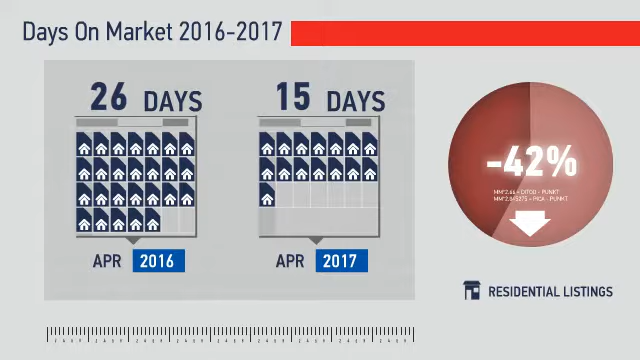 Days On Market 2016-2017
26 DAYS
15 DAYS
-42%
APR 2016
APR 2017
RESIDENTIAL LISTINGS